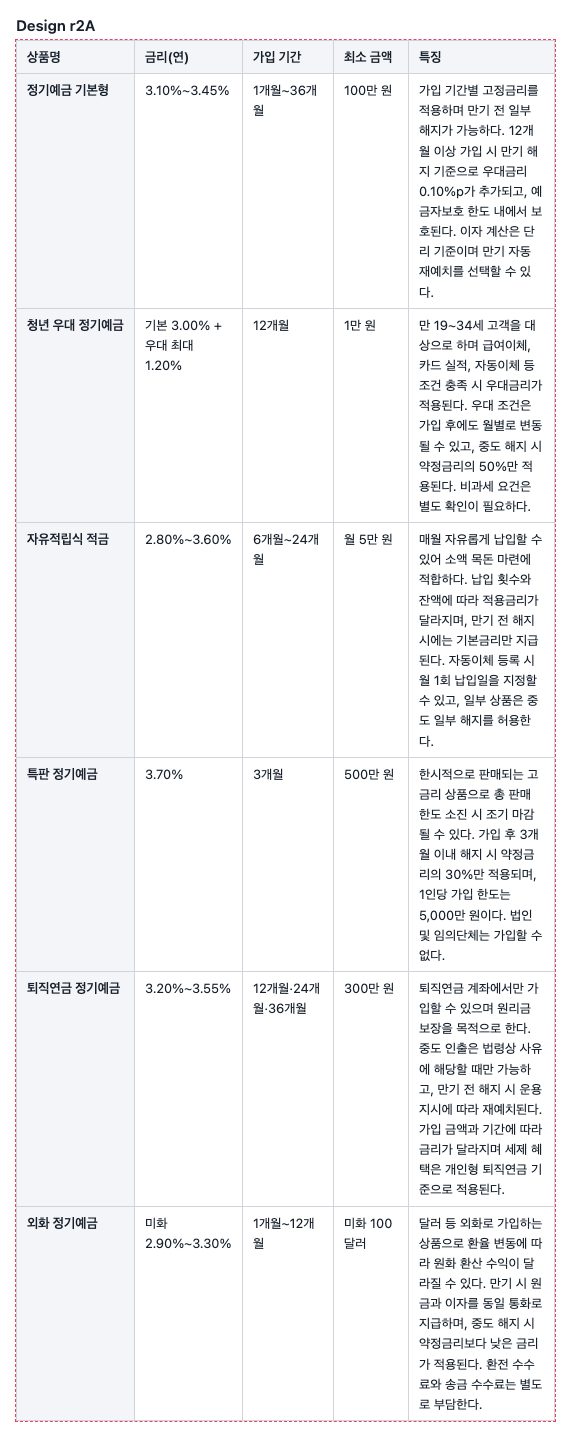 Design r2A
상품명 금리(연) 가입 기간 최소 금액 특징
정기예금 기본형 3.10%~3.45% 1개월~36개 100만 원 가입 기간별 고정금리를
월 적용하며 만기 전 일부
해지가 가능하다. 12개
월 이상 가입 시 만기 해
지 기준으로 우대금리
0.10%p가 추가되고, 예
금자보호 한도 내에서 보
호된다. 이자 계산은 단
리 기준이며 만기 자동
재예치를 선택할 수 있
다.
청년 우대 정기예금 기본 3.00% + 12개월 1만 원 만 19~34세 고객을 대
우대 최대 상으로 하며 급여이체,
1.20% 카드 실적, 자동이체 등
조건 충족 시 우대금리가
적용된다. 우대 조건은
가입 후에도 월별로 변동
될 수 있고, 중도 해지 시
약정금리의 50%만 적
용된다. 비과세 요건은
별도 확인이 필요하다.
자유적립식 적금 2.80%~3.60% 6개월~24개 월 5만 원 매월 자유롭게 납입할 수
월 있어 소액 목돈 마련에
적합하다. 납입 횟수와
잔액에 따라 적용금리가
달라지며, 만기 전 해지
시에는 기본금리만 지급
된다. 자동이체 등록 시
월 1회 납입일을 지정할
수 있고, 일부 상품은 중
도 일부 해지를 허용한
다.
특판 정기예금 3.70% 3개월 500만 원 한시적으로 판매되는 고
금리 상품으로 총 판매
한도 소진 시 조기 마감
될 수 있다. 가입 후 3개
월 이내 해지 시 약정금
리의 30%만 적용되며,
1인당 가입 한도는
5,000만 원이다. 법인
및 임의단체는 가입할 수
없다.
퇴직연금 정기예금 3.20%~3.55% 12개월·24개 300만 원 퇴직연금 계좌에서만 가
월·36개월 입할 수 있으며 원리금
보장을 목적으로 한다.
중도 인출은 법령상 사유
에 해당할 때만 가능하
고, 만기 전 해지 시 운용
지시에 따라 재예치된다.
가입 금액과 기간에 따라
금리가 달라지며 세제 혜
택은 개인형 퇴직연금 기
준으로 적용된다.
외화 정기예금 미화 1개월~12개 미화 100 달러 등 외화로 가입하는
2.90%~3.30% 월 달러 상품으로 환율 변동에 따
라 원화 환산 수익이 달
라질 수 있다. 만기 시 원
금과 이자를 동일 통화로
지급하며, 중도 해지 시
약정금리보다 낮은 금리
가 적용된다. 환전 수수
료와 송금 수수료는 별도
로 부담한다.